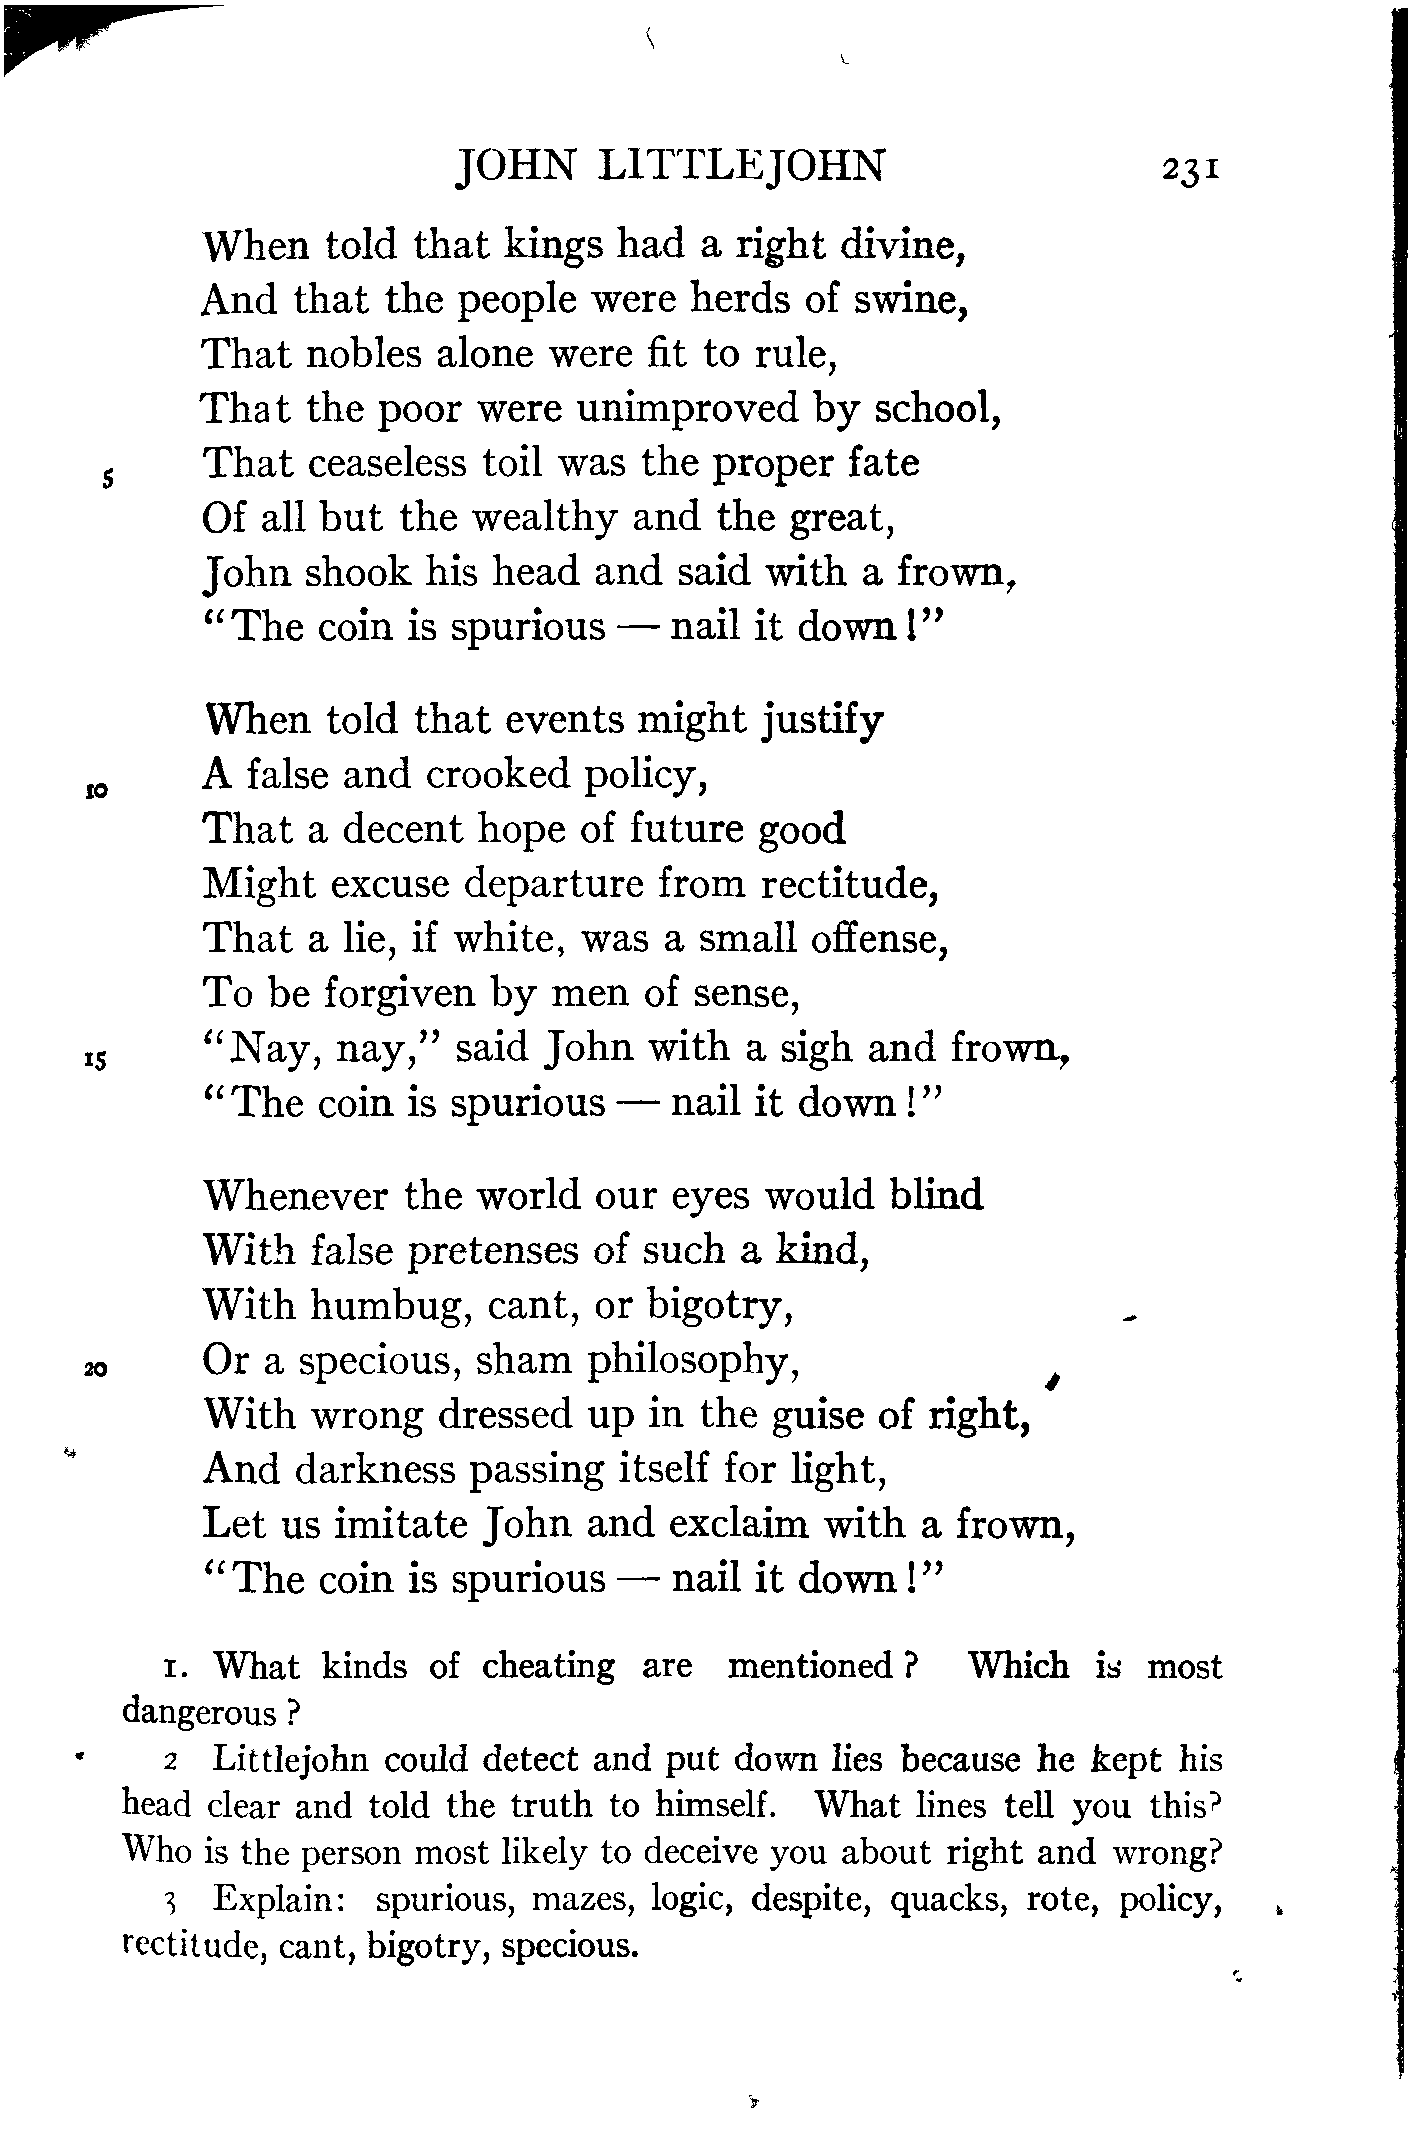 JOHN LITTLEJOHN 231
When told that kings had a right divine,
And that the people were herds of swine,
That nobles alone were fit to rule,
That the poor were unimproved by school,
5 That ceaseless toil was the proper fate
Of all but the wealthy and the great,
John shook his head and said with a frown,
"The coin is spurious — nail it down!"
When told that events might justify
10 A false and crooked policy,
That a decent hope of future good
Might excuse departure from rectitude,
That a lie, if white, was a small offense,
To be forgiven by men of sense,
15 "Nay, nay," said John with a sigh and frown,
"The coin is spurious — nail it down!"
Whenever the world our eyes would blind
With false pretenses of such a kind,
With humbug, cant, or bigotry,
20 Or a specious, sham philosophy,
With wrong dressed up in the guise of right,
And darkness passing itself for light,
Let us imitate John and exclaim with a frown,
"The coin is spurious — nail it down!"
1. What kinds of cheating are mentioned? Which is most
dangerous?
2 Littlejohn could detect and put down lies because he kept his
head clear and told the truth to himself. What lines tell you this?
Who is the person most likely to deceive you about right and wrong?
3 Explain: spurious, mazes, logic, despite, quacks, rote, policy,
rectitude, cant, bigotry, specious.